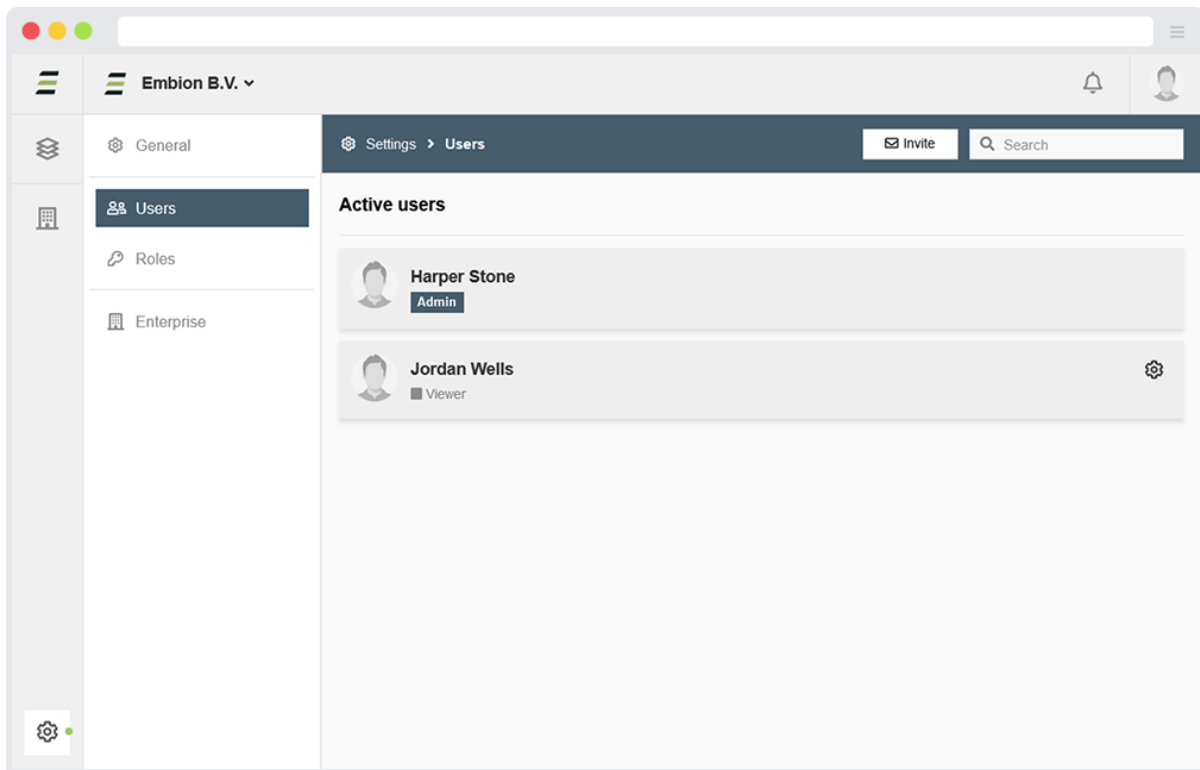 Embion B.V.
General
Users
Roles
Enterprise
Settings > Users
Invite
Search
Active users
Harper Stone
Admin
Jordan Wells
Viewer